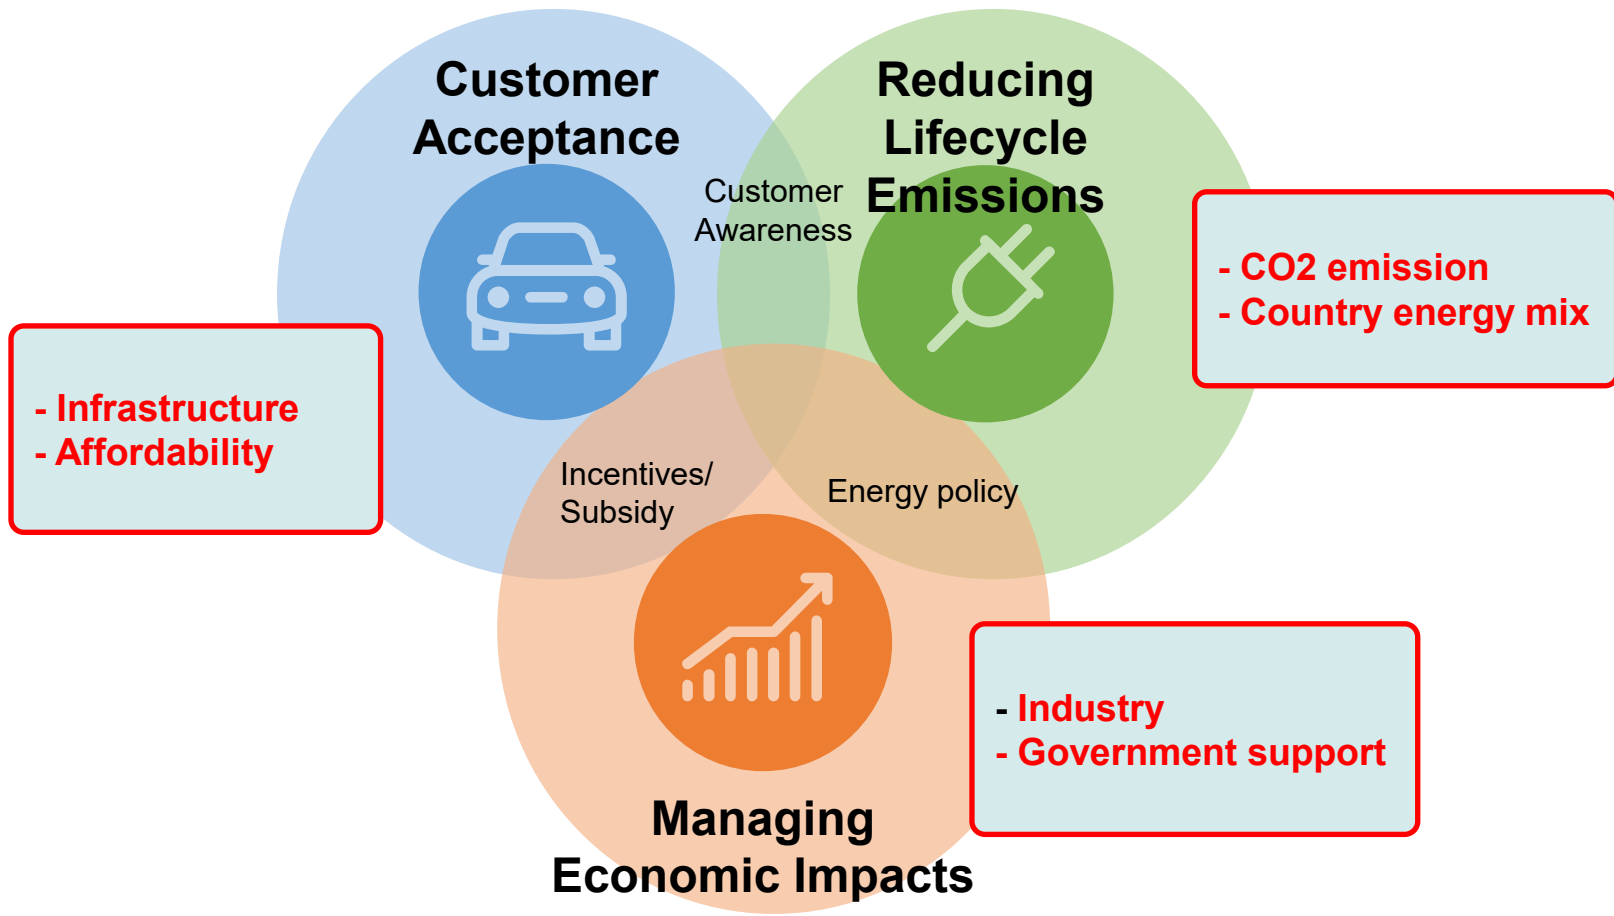 Customer
Acceptance
Reducing
Lifecycle
Emissions
Customer
Awareness
- CO2 emission
- Country energy mix
- Infrastructure
- Affordability
Incentives/
Subsidy
Energy policy
- Industry
- Government support
Managing
Economic Impacts